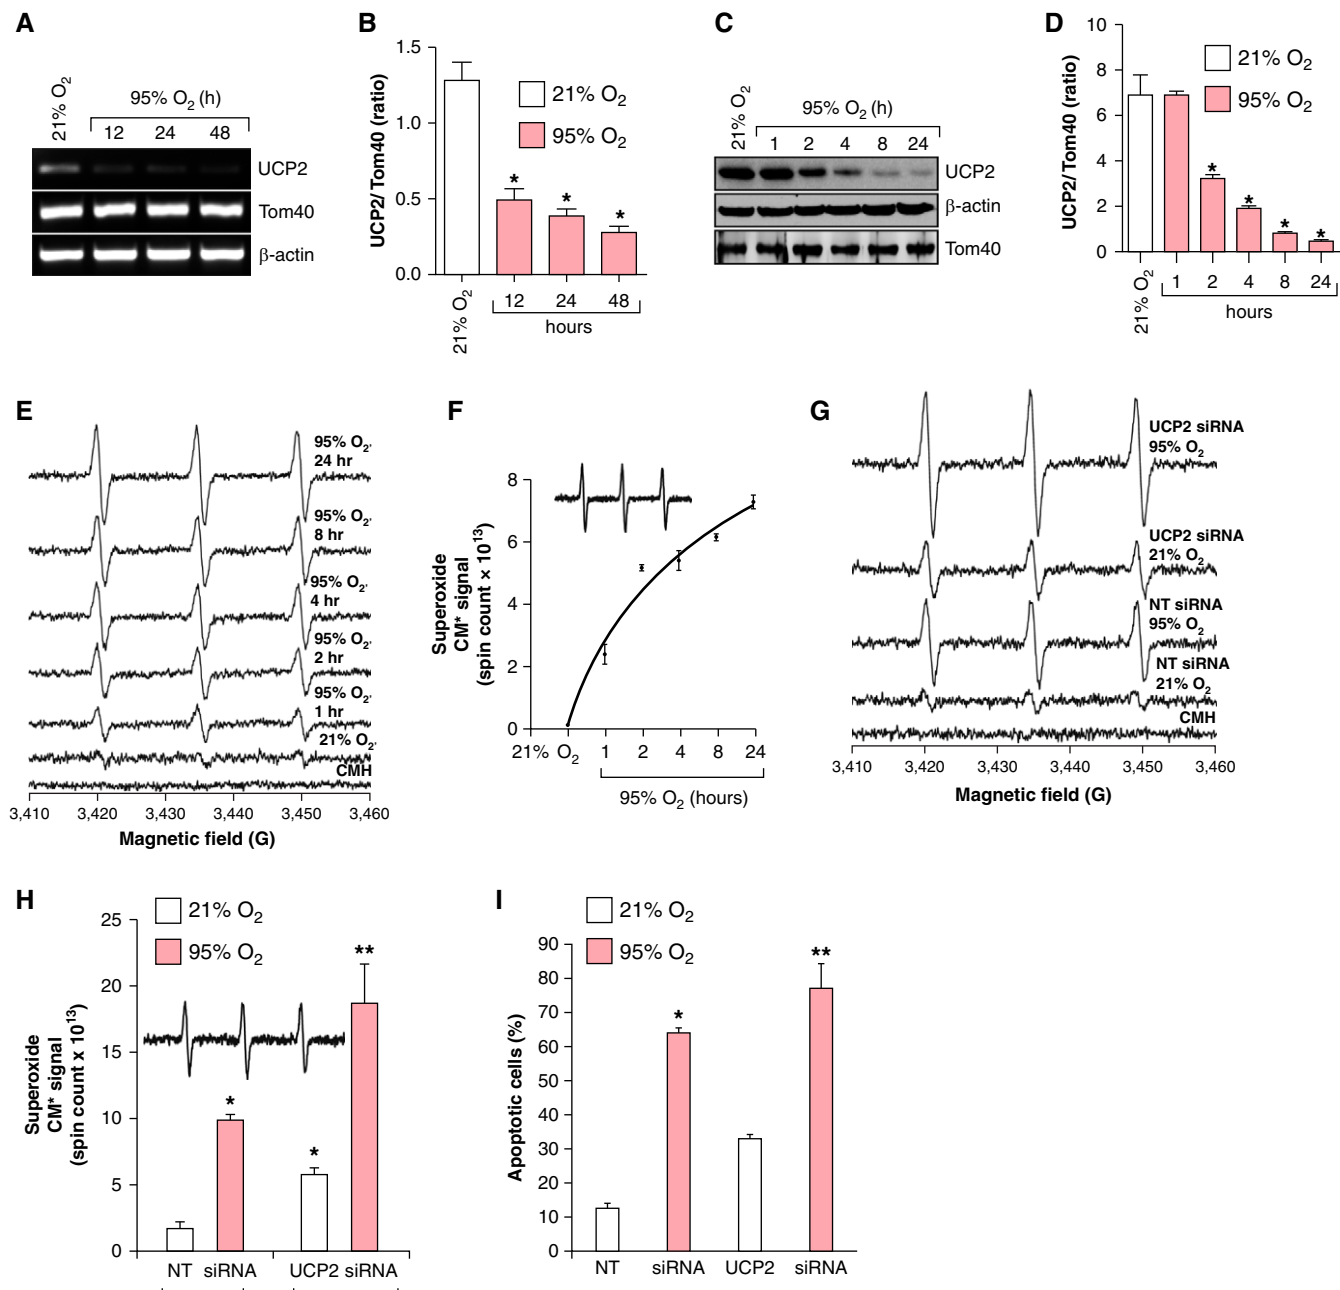 A
21% O2
95% O2 (h)
12 24 48
UCP2
Tom40
β-actin
B
UCP2/Tom40 (ratio)
1.5
1.0
0.5
0.0
21% O2
95% O2
*
*
*
21% O2
12 24 48
hours
C
21% O2
95% O2 (h)
1 2 4 8 24
UCP2
β-actin
Tom40
D
UCP2/Tom40 (ratio)
10
8
6
4
2
0
21% O2
95% O2
*
*
*
*
21% O2
1 2 4 8 24
hours
E
95% O2,
24 hr
95% O2,
8 hr
95% O2,
4 hr
95% O2,
2 hr
95% O2,
1 hr
21% O2,
CMH
3,410 3,420 3,430 3,440 3,450 3,460
Magnetic field (G)
F
Superoxide
CM* signal
(spin count × 10^13)
8
6
4
2
0
21% O2 1 2 4 8 24
95% O2 (hours)
G
UCP2 siRNA
95% O2
UCP2 siRNA
21% O2
NT siRNA
95% O2
NT siRNA
21% O2
CMH
3,410 3,420 3,430 3,440 3,450 3,460
Magnetic field (G)
H
21% O2
95% O2
Superoxide
CM* signal
(spin count x 10^13)
25
20
15
10
5
0
*
*
**
NT siRNA UCP2 siRNA
I
21% O2
95% O2
Apoptotic cells (%)
90
80
70
60
50
40
30
20
10
0
*
**
NT siRNA UCP2 siRNA